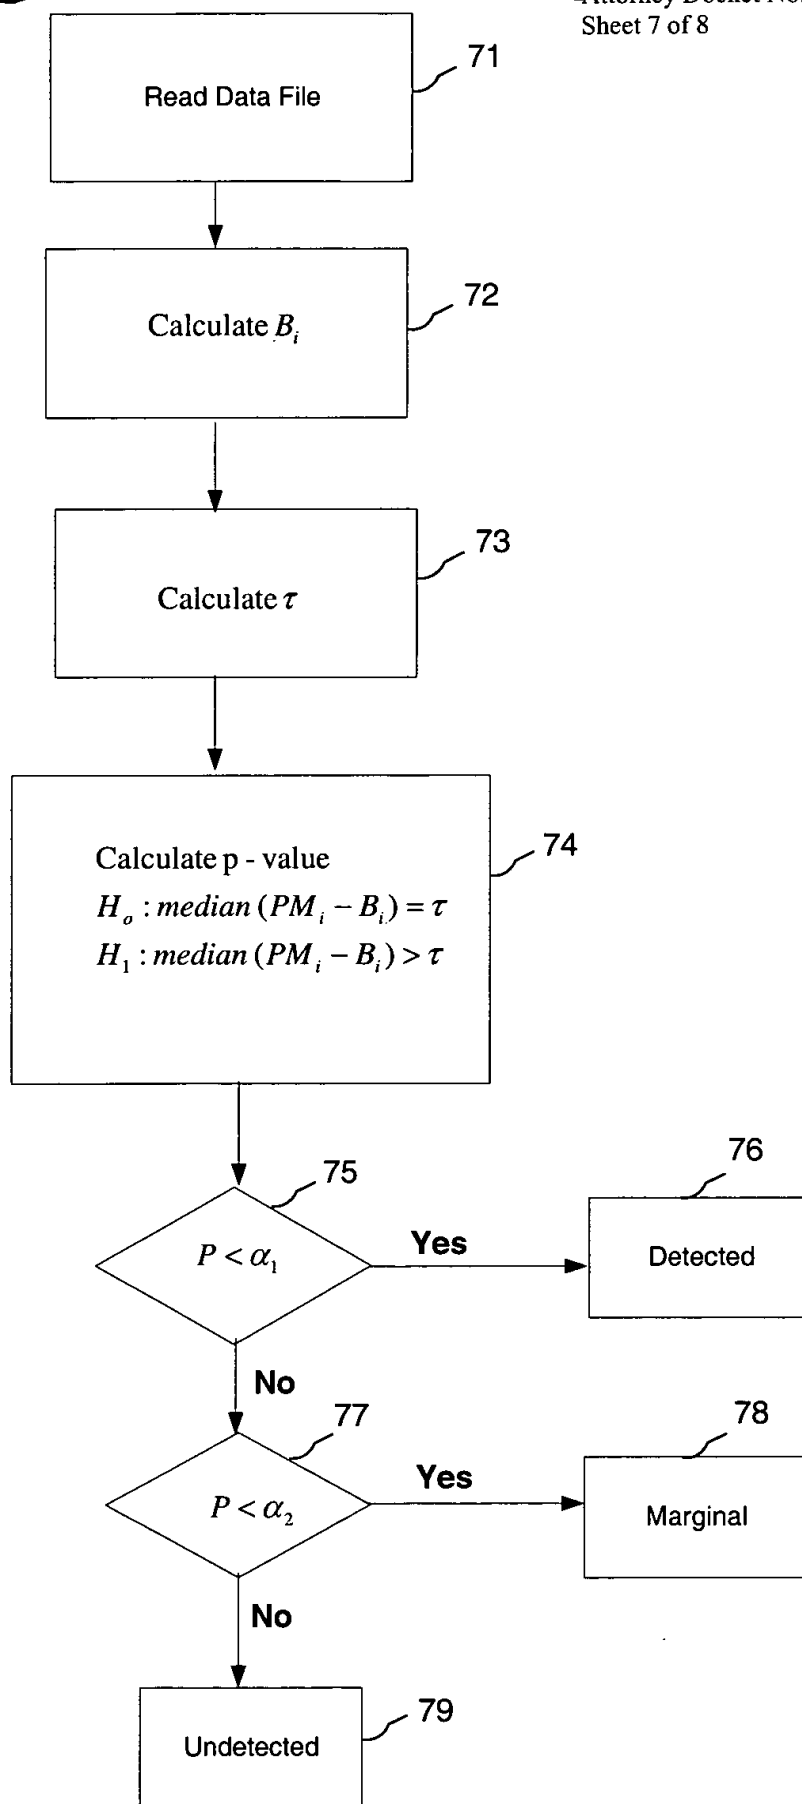 Attorney Docket No.
Sheet 7 of 8
71
Read Data File
72
Calculate B_i
73
Calculate τ
74
Calculate p - value
H_o : median (PM_i − B_i) = τ
H_1 : median (PM_i − B_i) > τ
75
P < α_1
Yes
76
Detected
No
77
P < α_2
Yes
78
Marginal
No
79
Undetected